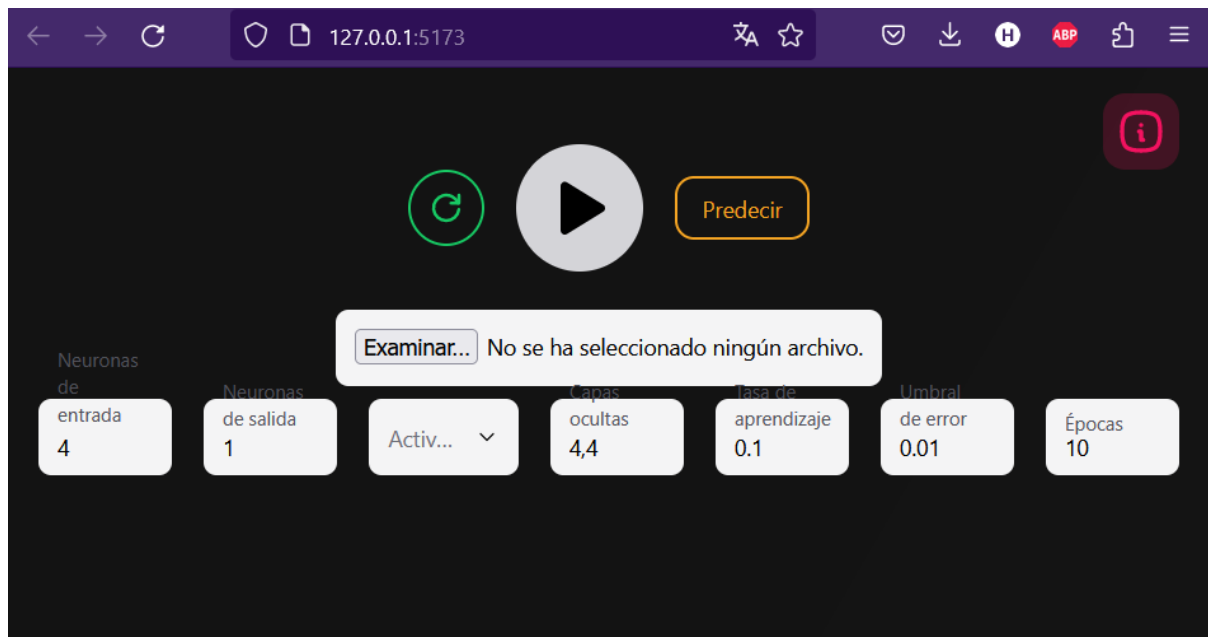 127.0.0.1:5173
H
ABP
i
Predecir
Examinar... No se ha seleccionado ningún archivo.
Neuronas
de
entrada
4
Neuronas
de salida
1
Activ...
Capas
ocultas
4,4
Tasa de
aprendizaje
0.1
Umbral
de error
0.01
Épocas
10